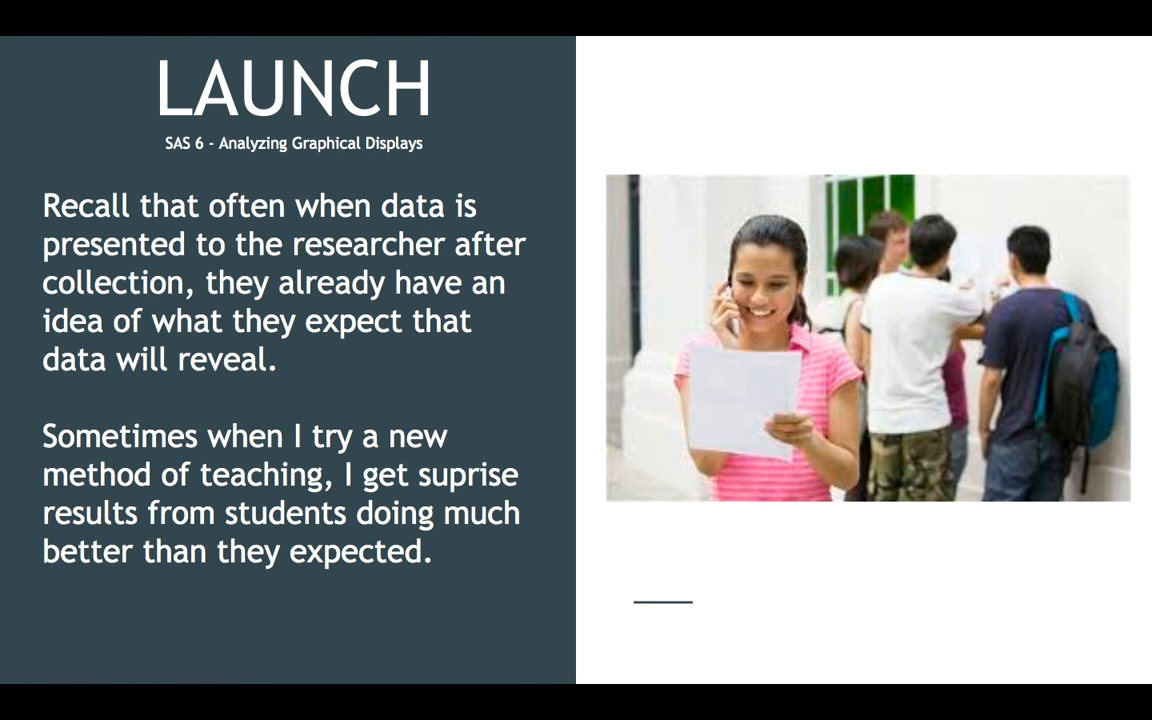 LAUNCH
SAS 6 - Analyzing Graphical Displays
Recall that often when data is
presented to the researcher after
collection, they already have an
idea of what they expect that
data will reveal.
Sometimes when I try a new
method of teaching, I get suprise
results from students doing much
better than they expected.